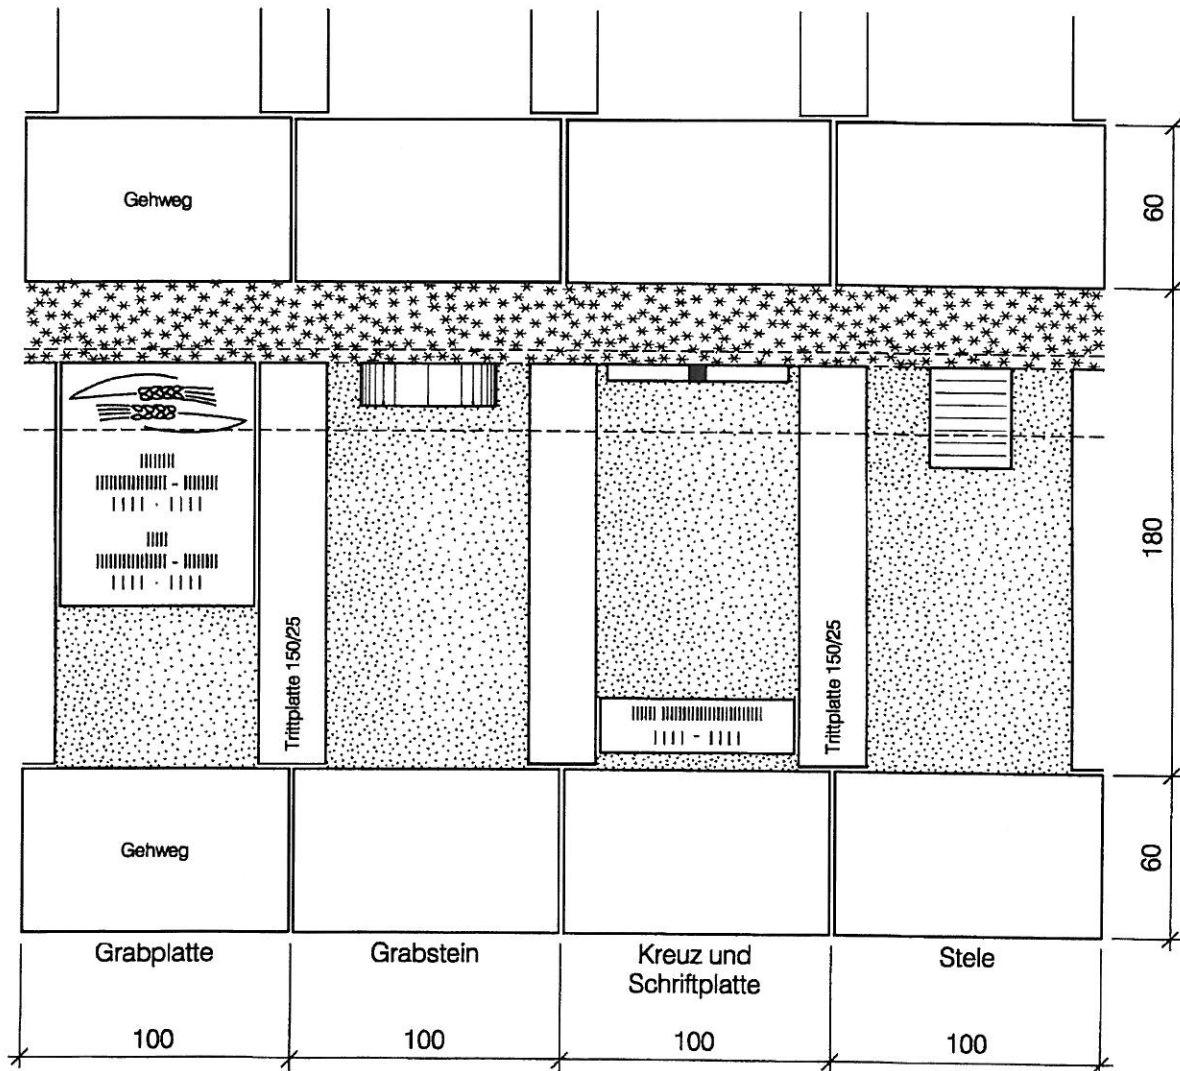 Gehweg
60
180
Trittplatte 150/25
Trittplatte 150/25
Gehweg
60
Grabplatte
Grabstein
Kreuz und
Schriftplatte
Stele
100
100
100
100